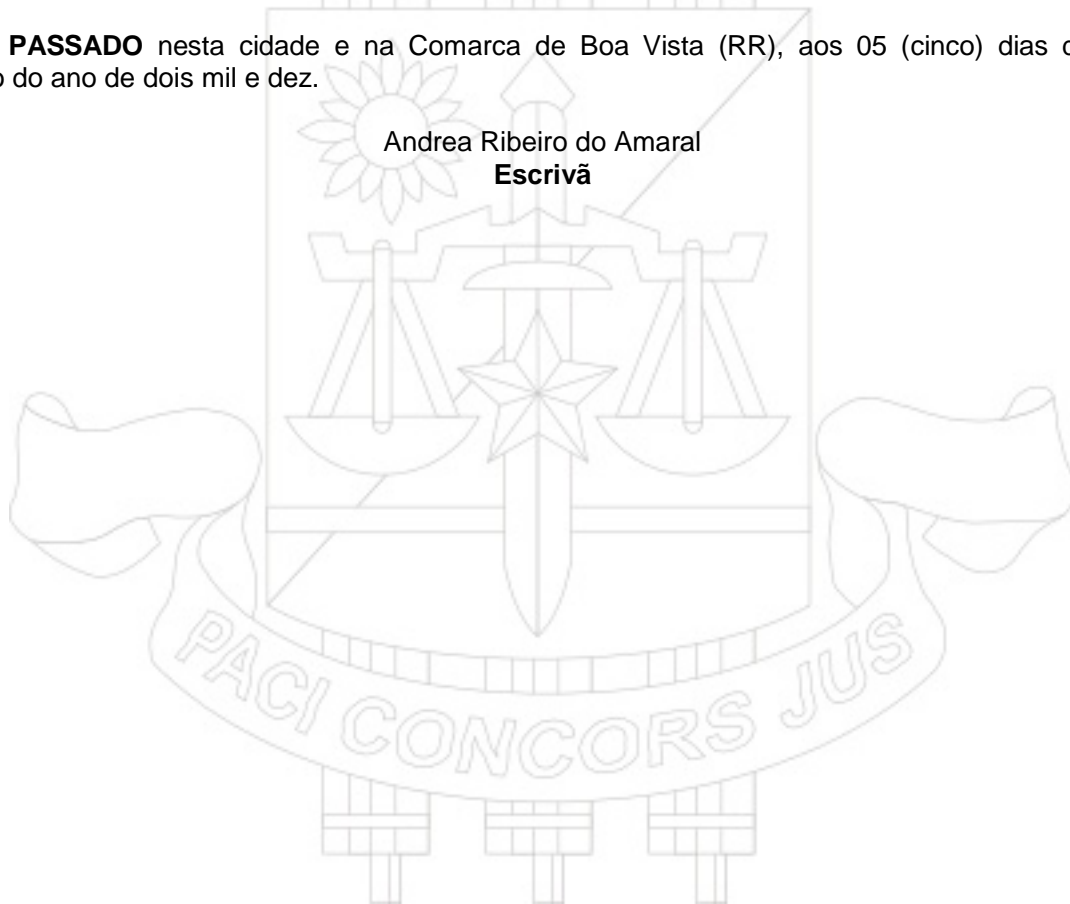 PASSADO nesta cidade e na Comarca de Boa Vista (RR), aos 05 (cinco) dias
do ano de dois mil e dez.
Andrea Ribeiro do Amaral
Escrivã
PACI CONCORS JUS